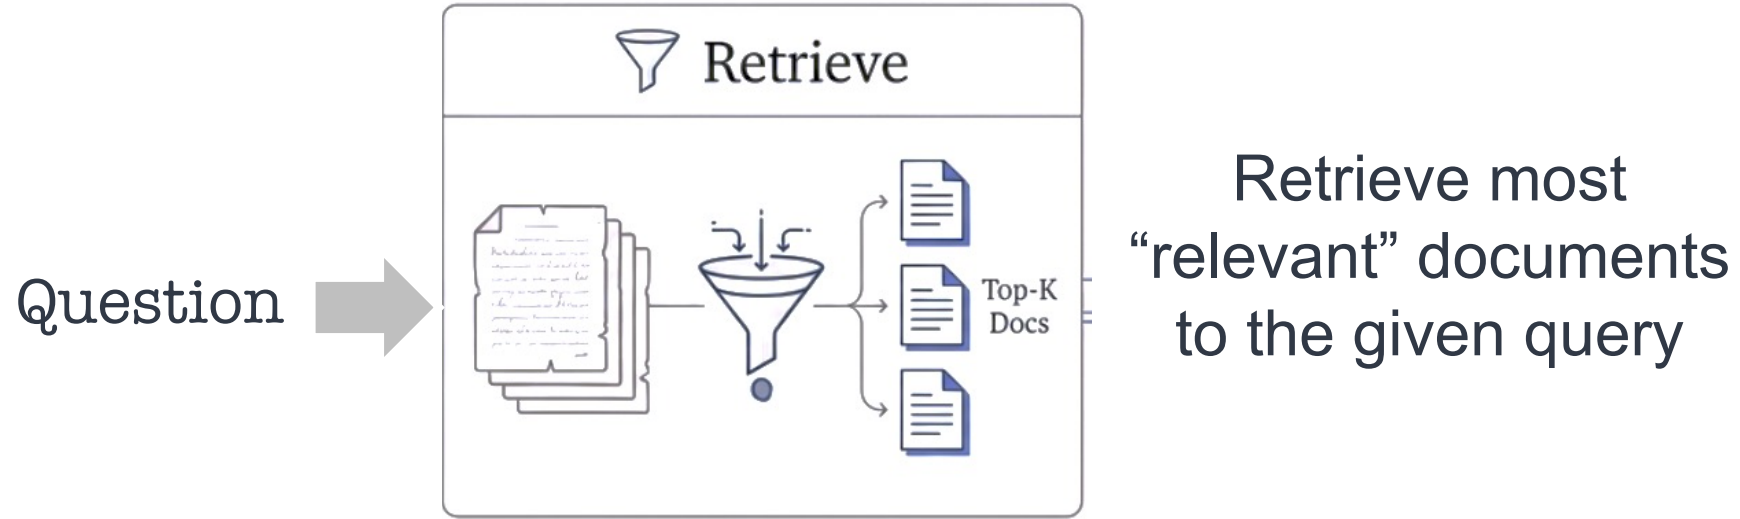 Retrieve
Question
Top-K
Docs
Retrieve most
“relevant” documents
to the given query